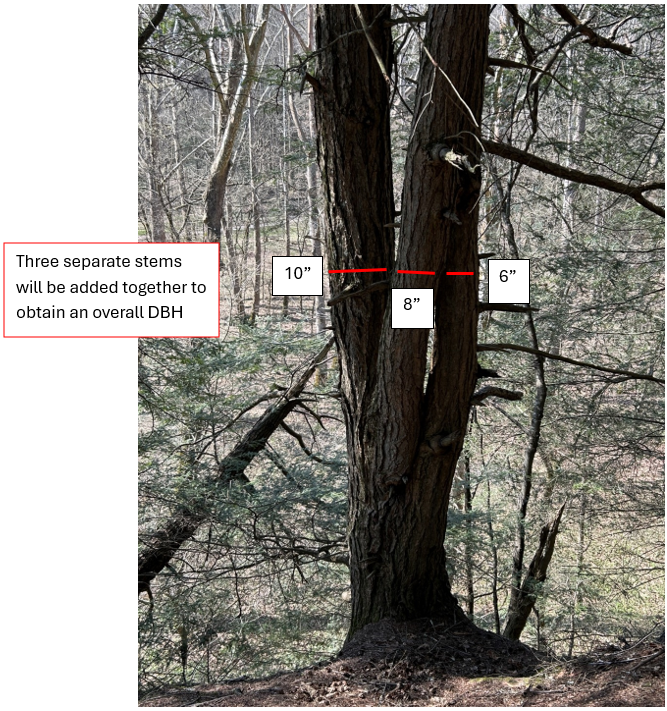 Three separate stems
will be added together to
obtain an overall DBH
10”
8”
6”